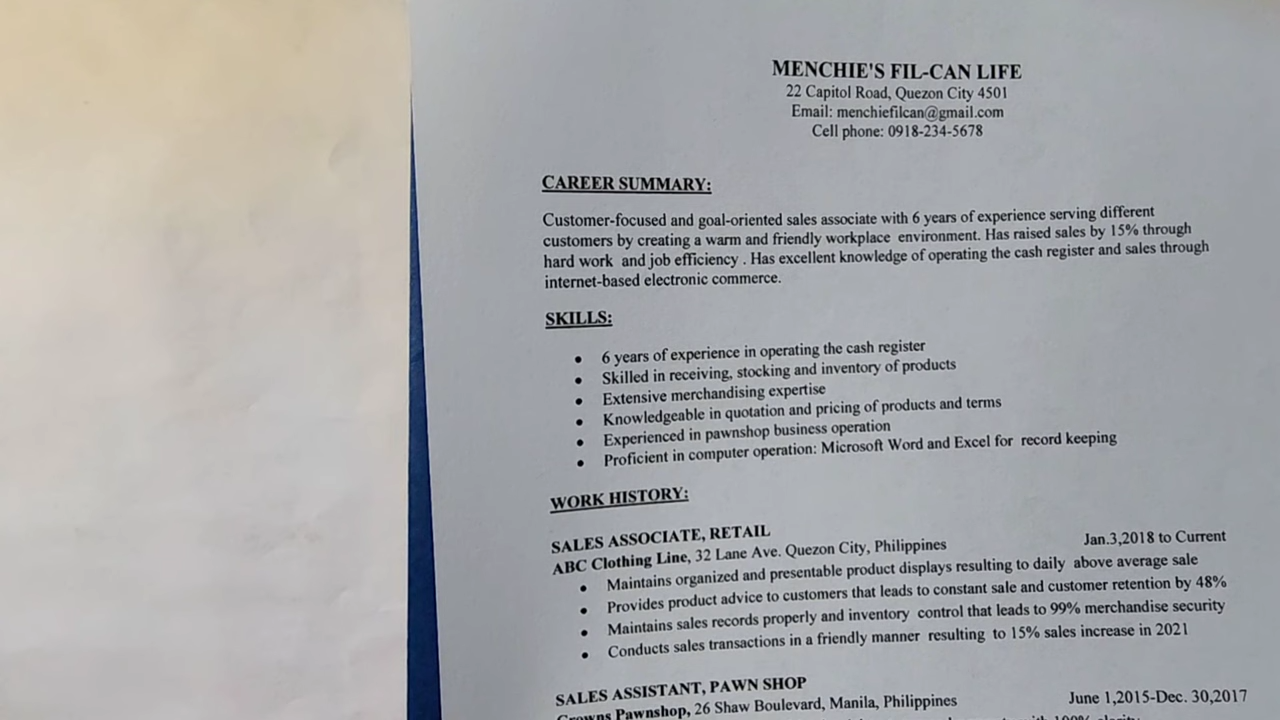 MENCHIE'S FIL-CAN LIFE
22 Capitol Road, Quezon City 4501
Email: menchiefilcan@gmail.com
Cell phone: 0918-234-5678
CAREER SUMMARY:
Customer-focused and goal-oriented sales associate with 6 years of experience serving different
customers by creating a warm and friendly workplace environment. Has raised sales by 15% through
hard work and job efficiency . Has excellent knowledge of operating the cash register and sales through
internet-based electronic commerce.
SKILLS:
• 6 years of experience in operating the cash register
• Skilled in receiving, stocking and inventory of products
• Extensive merchandising expertise
• Knowledgeable in quotation and pricing of products and terms
• Experienced in pawnshop business operation
• Proficient in computer operation: Microsoft Word and Excel for record keeping
WORK HISTORY:
SALES ASSOCIATE, RETAIL Jan.3,2018 to Current
ABC Clothing Line, 32 Lane Ave. Quezon City, Philippines
• Maintains organized and presentable product displays resulting to daily above average sale
• Provides product advice to customers that leads to constant sale and customer retention by 48%
• Maintains sales records properly and inventory control that leads to 99% merchandise security
• Conducts sales transactions in a friendly manner resulting to 15% sales increase in 2021
SALES ASSISTANT, PAWN SHOP June 1,2015-Dec. 30,2017
Crowns Pawnshop, 26 Shaw Boulevard, Manila, Philippines